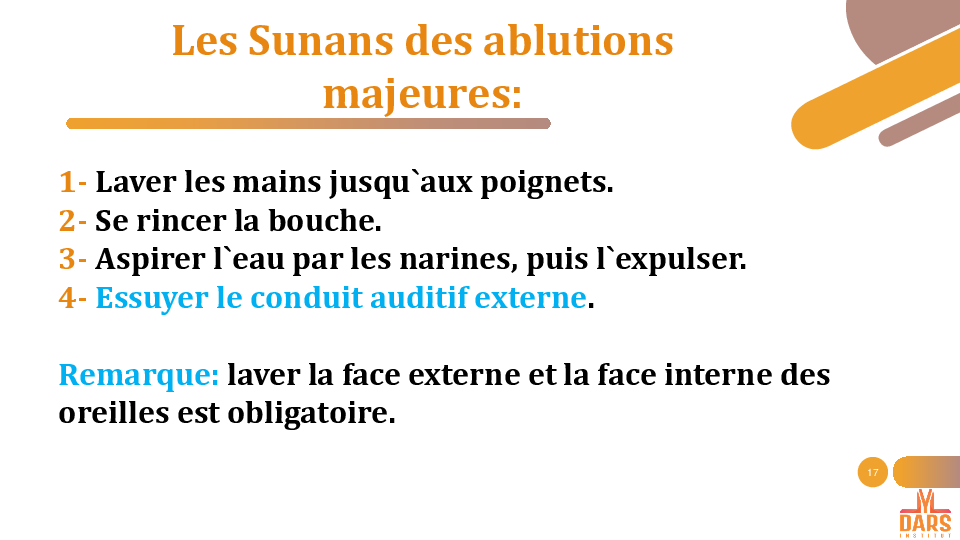 Les Sunans des ablutions
majeures:
1- Laver les mains jusqu`aux poignets.
2- Se rincer la bouche.
3- Aspirer l`eau par les narines, puis l`expulser.
4- Essuyer le conduit auditif externe.
Remarque: laver la face externe et la face interne des
oreilles est obligatoire.
17
DARS
INSTITUT